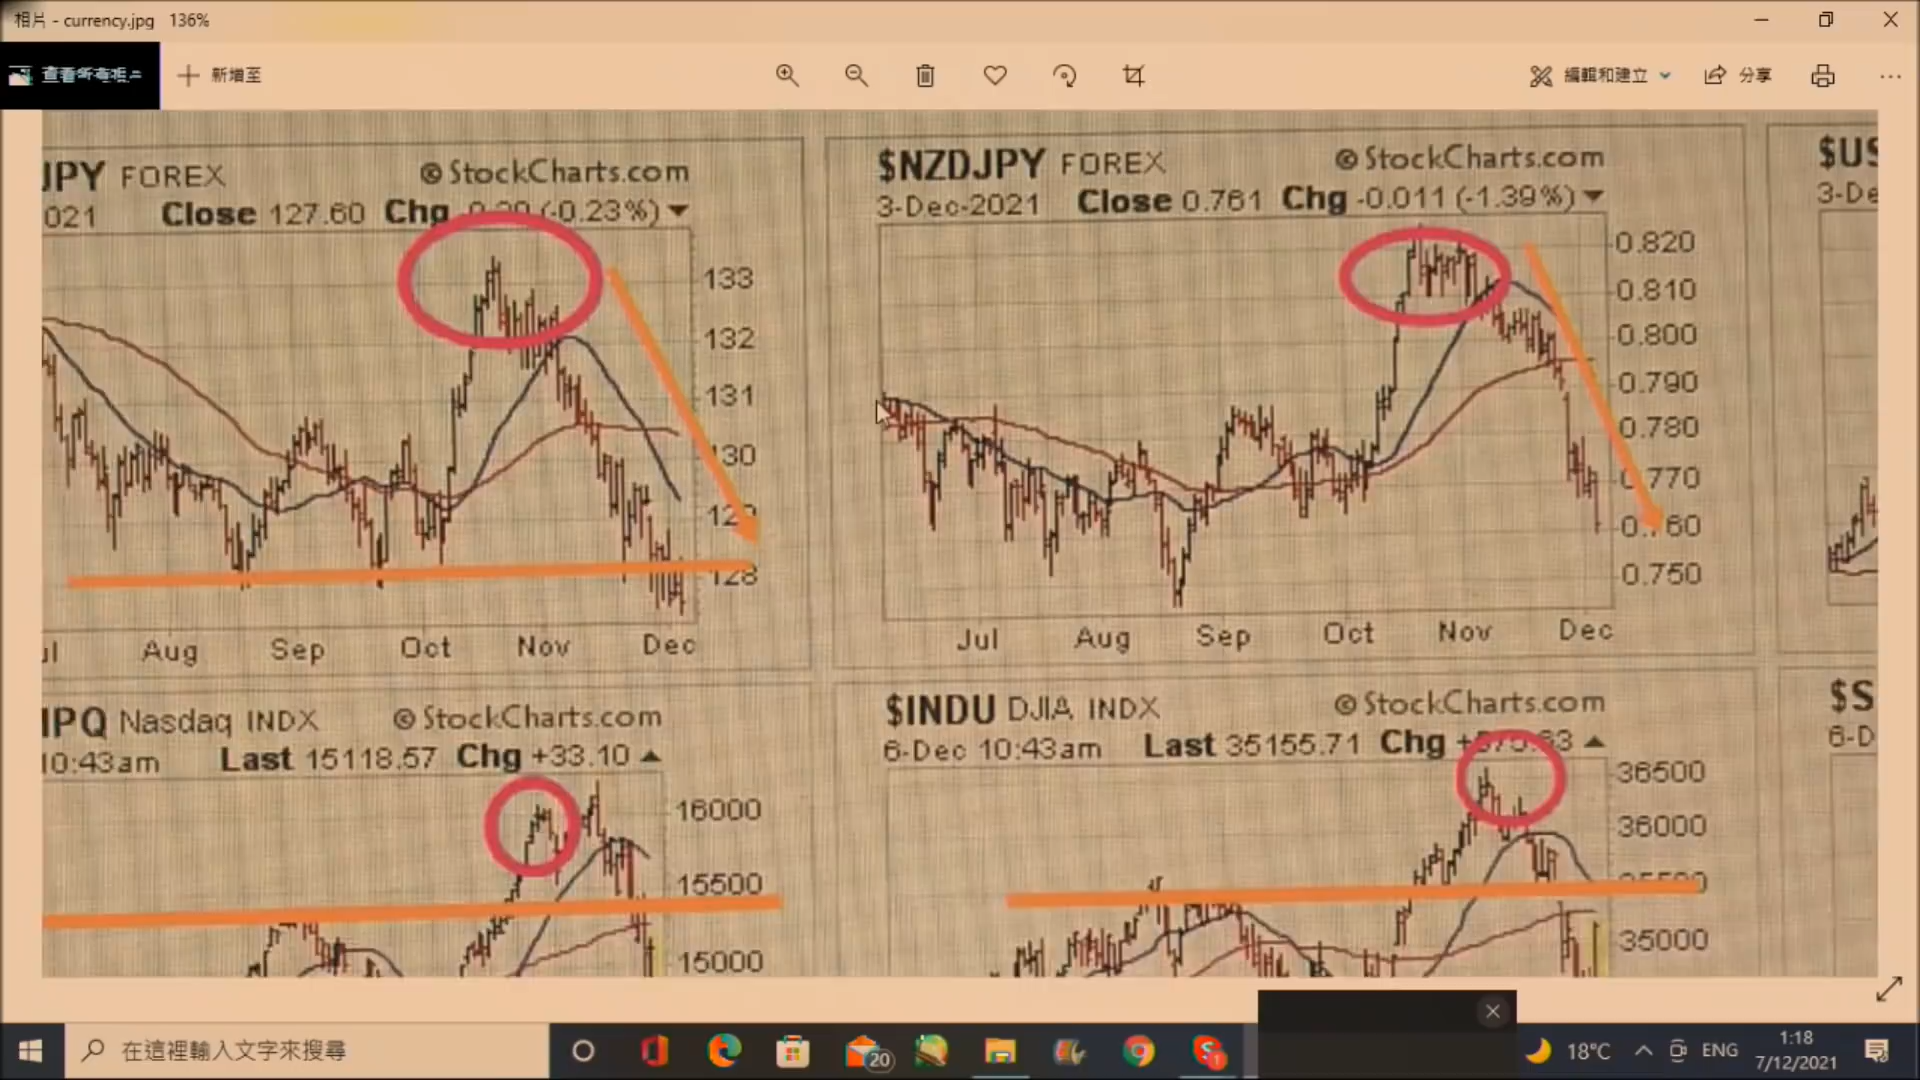 相片 - currency.jpg 136%
新增至
編輯和建立
分享
JPY FOREX © StockCharts.com
021 Close 127.60 Chg (-0.23%)
133
132
131
130
128
ul Aug Sep Oct Nov Dec
$NZDJPY FOREX © StockCharts.com
3-Dec-2021 Close 0.761 Chg -0.011 (-1.39%)
0.820
0.810
0.800
0.790
0.780
0.770
0.760
0.750
Jul Aug Sep Oct Nov Dec
$US
3-De
IPQ Nasdaq INDX © StockCharts.com
10:43am Last 15118.57 Chg +33.10
16000
15500
15000
$INDU DJIA INDX © StockCharts.com
6-Dec 10:43am Last 35155.71 Chg
36500
36000
35500
35000
$S
6-D
在這裡輸入文字來搜尋
20
1
18°C
ENG
1:18
7/12/2021